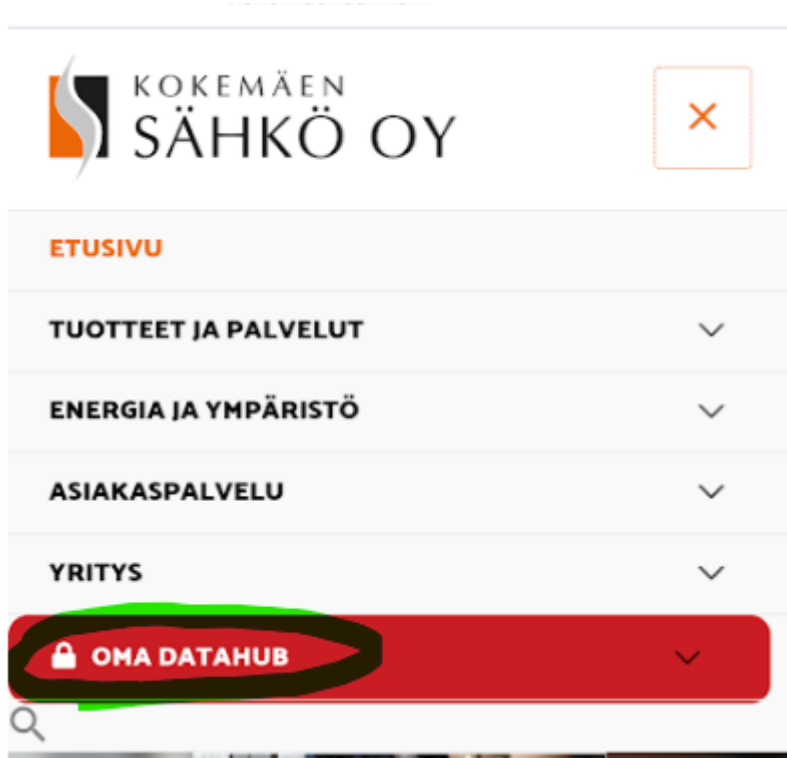 KOKEMÄEN
SÄHKÖ OY
ETUSIVU
TUOTTEET JA PALVELUT
ENERGIA JA YMPÄRISTÖ
ASIAKASPALVELU
YRITYS
OMA DATAHUB